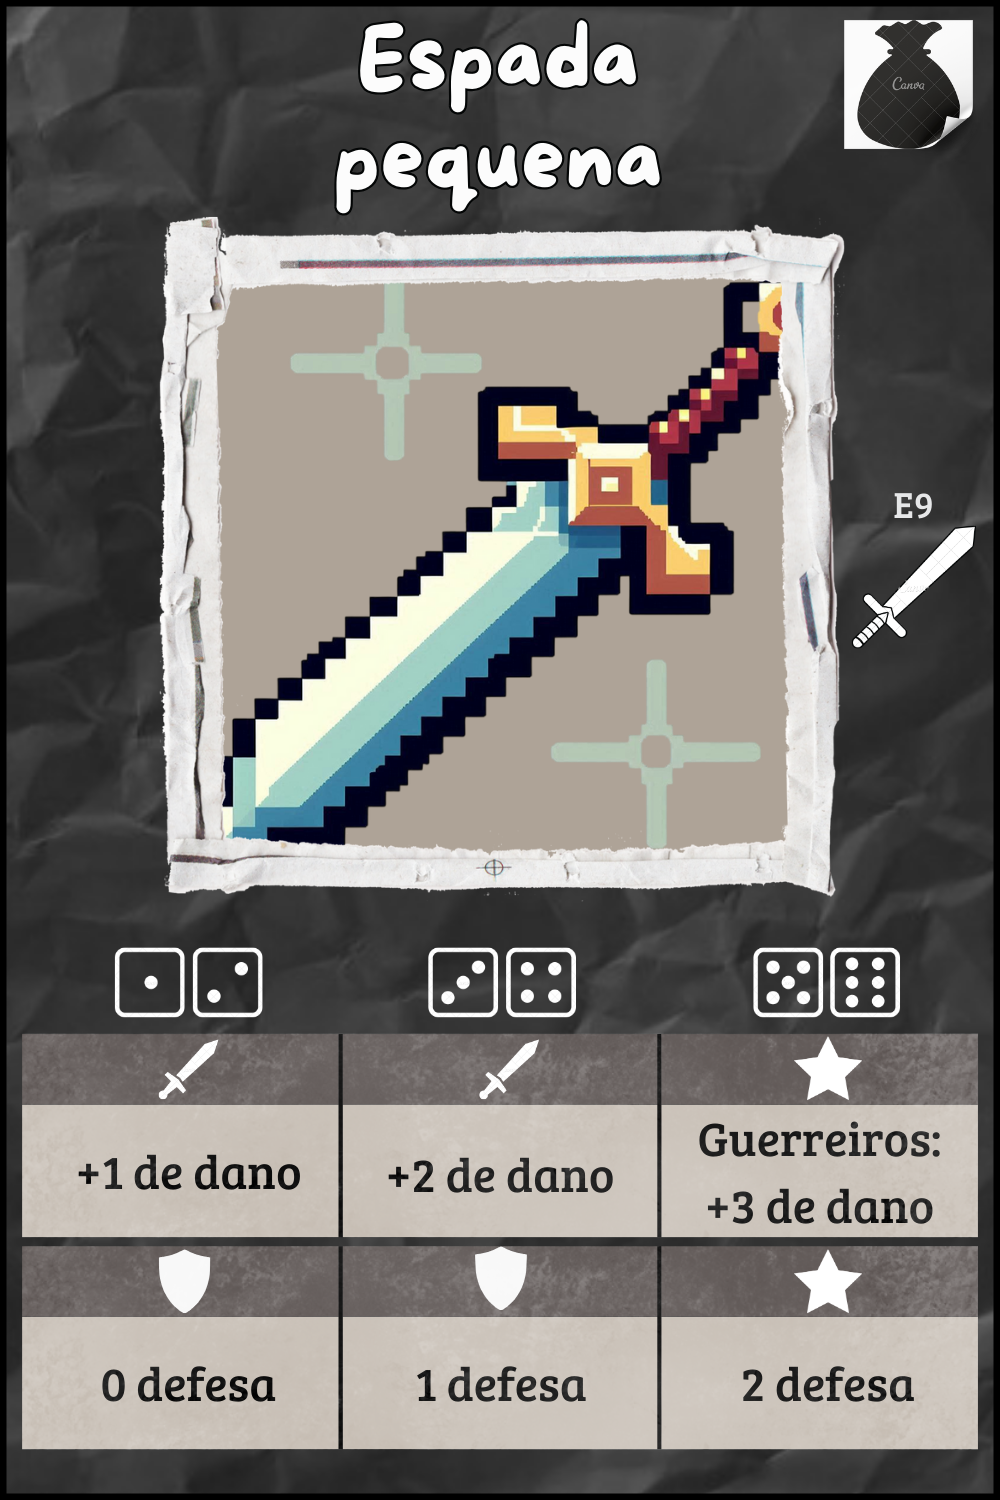 Espada
pequena
Canva
E9
+1 de dano
+2 de dano
Guerreiros:
+3 de dano
0 defesa
1 defesa
2 defesa